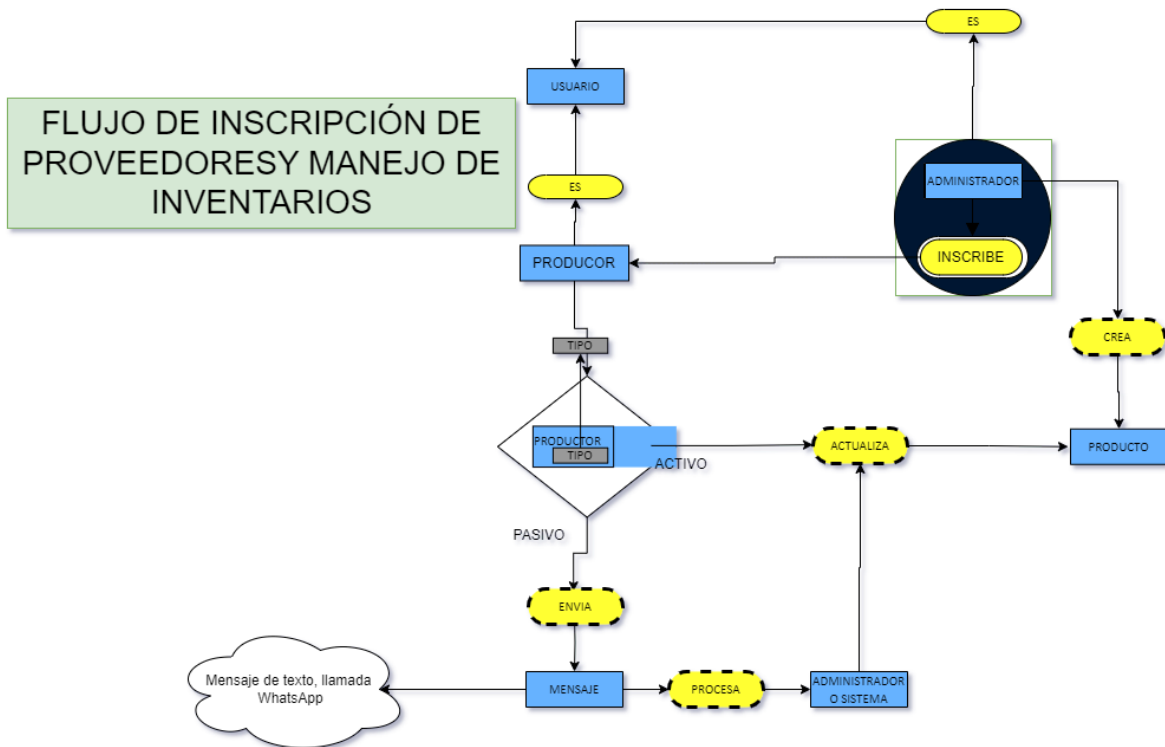 ES
USUARIO
FLUJO DE INSCRIPCIÓN DE
PROVEEDORESY MANEJO DE
INVENTARIOS
ES
ADMINISTRADOR
PRODUCOR
INSCRIBE
TIPO
CREA
PRODUCTOR
TIPO
ACTIVO
ACTUALIZA
PRODUCTO
PASIVO
ENVIA
Mensaje de texto, llamada
WhatsApp
MENSAJE
PROCESA
ADMINISTRADOR
O SISTEMA